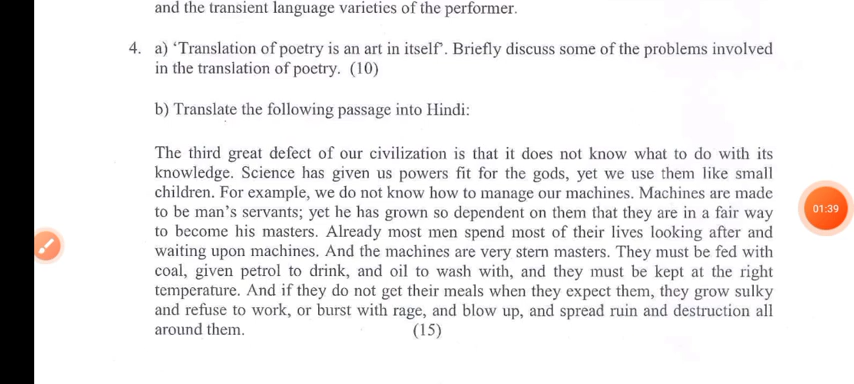 and the transient language varieties of the performer.
4. a) ‘Translation of poetry is an art in itself’. Briefly discuss some of the problems involved
in the translation of poetry. (10)
b) Translate the following passage into Hindi:
The third great defect of our civilization is that it does not know what to do with its
knowledge. Science has given us powers fit for the gods, yet we use them like small
children. For example, we do not know how to manage our machines. Machines are made
to be man’s servants; yet he has grown so dependent on them that they are in a fair way
to become his masters. Already most men spend most of their lives looking after and
waiting upon machines. And the machines are very stern masters. They must be fed with
coal, given petrol to drink, and oil to wash with, and they must be kept at the right
temperature. And if they do not get their meals when they expect them, they grow sulky
and refuse to work, or burst with rage, and blow up, and spread ruin and destruction all
around them. (15)
01:39